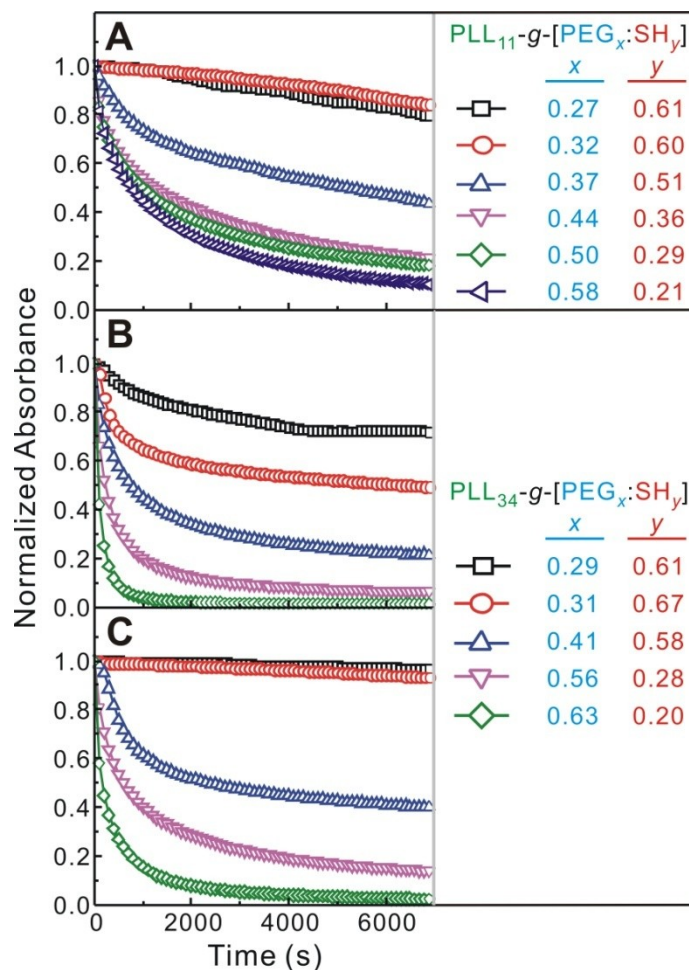 A
PLL₁₁-g-[PEGₓ:SHᵧ]
x y
0.27 0.61
0.32 0.60
0.37 0.51
0.44 0.36
0.50 0.29
0.58 0.21
1.0
0.8
0.6
0.4
0.2
0.0
B
1.0
0.8
0.6
0.4
0.2
0.0
Normalized Absorbance
PLL₃₄-g-[PEGₓ:SHᵧ]
x y
0.29 0.61
0.31 0.67
0.41 0.58
0.56 0.28
0.63 0.20
C
1.0
0.8
0.6
0.4
0.2
0.0
0 2000 4000 6000
Time (s)